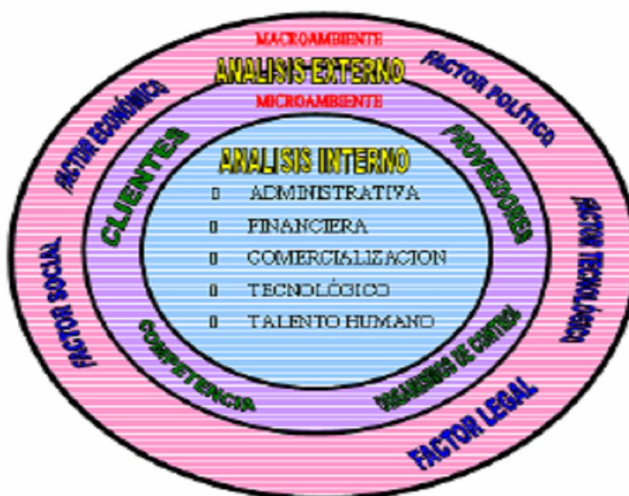 MACROAMBIENTE
ANALISIS EXTERNO
MICROAMBIENTE
FACTOR ECONÓMICO
FACTOR POLÍTICO
CLIENTES
PROVEEDORES
ANALISIS INTERNO
ADMINISTRATIVA
FINANCIERA
COMERCIALIZACION
TECNOLÓGICO
TALENTO HUMANO
FACTOR SOCIAL
FACTOR TECNOLÓGICO
COMPETENCIA
ORGANISMOS DE CONTROL
FACTOR LEGAL